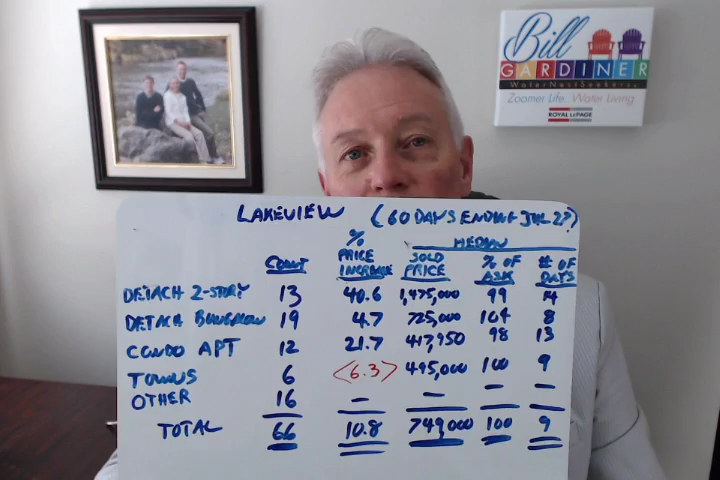 Bill
GARDINER
WaterNestSeekers LLC
Zoomer Life. Water Living
ROYAL LEPAGE
LAKEVIEW (60 DAYS ENDING JUL 27)
MEDIAN
COUNT % PRICE INCREASE SOLD PRICE % OF ASK # OF DAYS
DETACH 2-STORY 13 40.6 1,475,000 99 14
DETACH BUNGALOW 19 4.7 725,000 104 8
CONDO APT 12 21.7 417,950 98 13
TOWNS 6 <6.3> 495,000 100 9
OTHER 16 — — — —
TOTAL 66 10.8 749,000 100 9